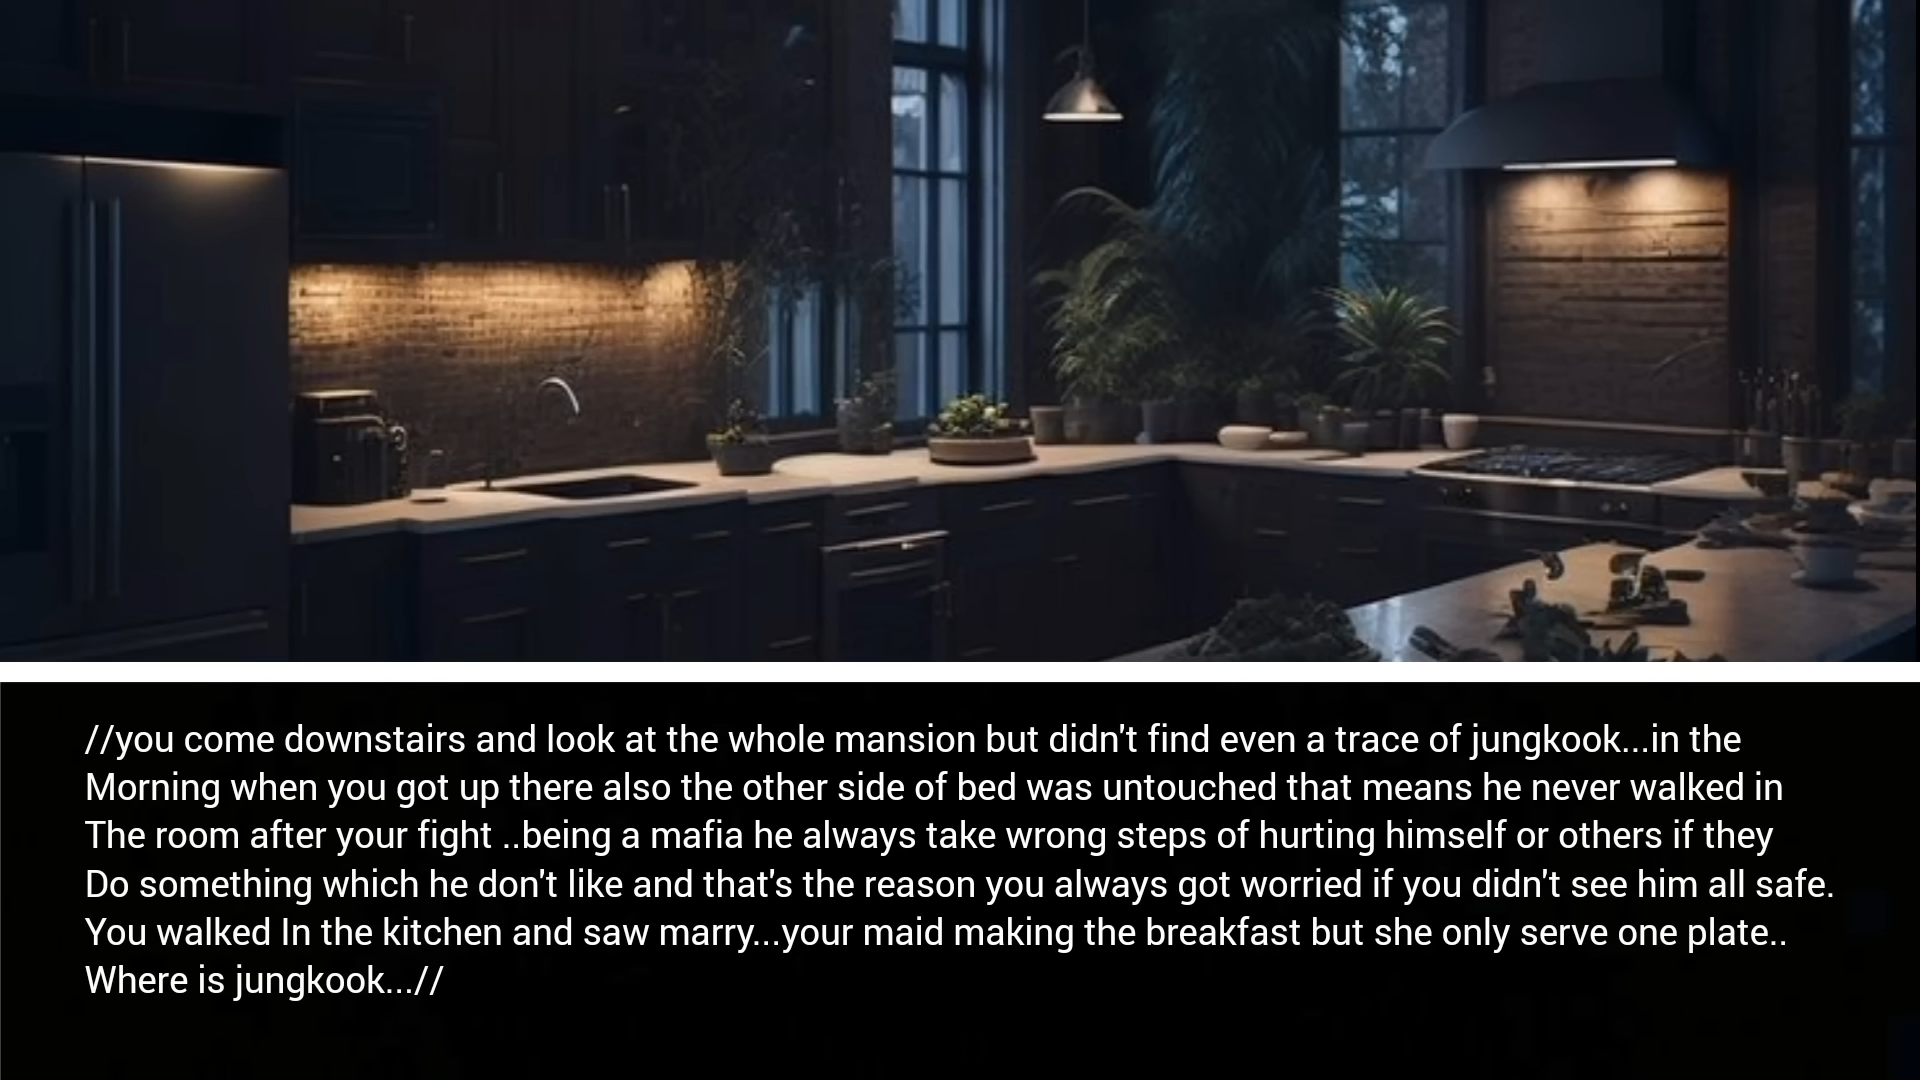 //you come downstairs and look at the whole mansion but didn't find even a trace of jungkook...in the
Morning when you got up there also the other side of bed was untouched that means he never walked in
The room after your fight ..being a mafia he always take wrong steps of hurting himself or others if they
Do something which he don't like and that's the reason you always got worried if you didn't see him all safe.
You walked In the kitchen and saw marry...your maid making the breakfast but she only serve one plate..
Where is jungkook...//